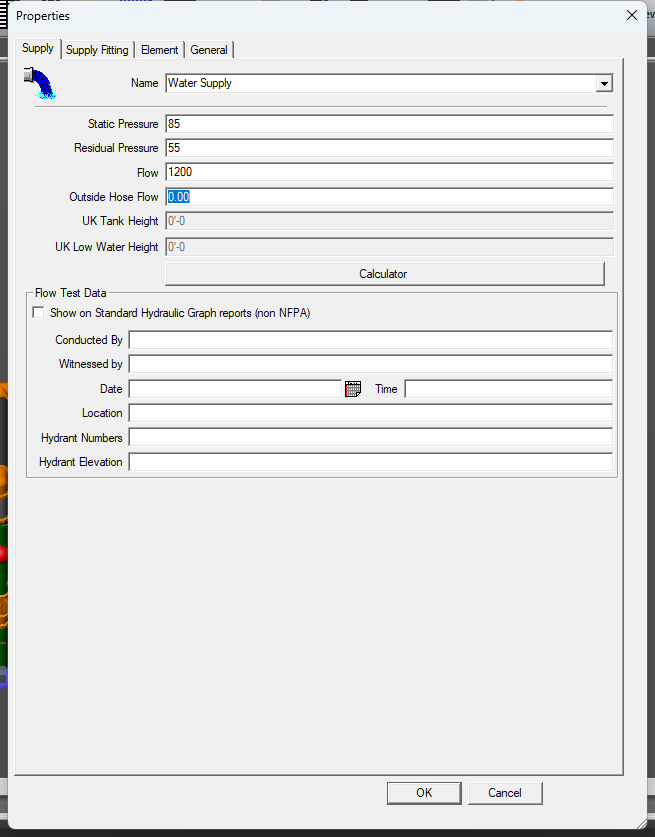 Properties
Supply Supply Fitting Element General
Name Water Supply
Static Pressure 85
Residual Pressure 55
Flow 1200
Outside Hose Flow 0.00
UK Tank Height 0'-0
UK Low Water Height 0'-0
Calculator
Flow Test Data
Show on Standard Hydraulic Graph reports (non NFPA)
Conducted By
Witnessed by
Date Time
Location
Hydrant Numbers
Hydrant Elevation
OK Cancel